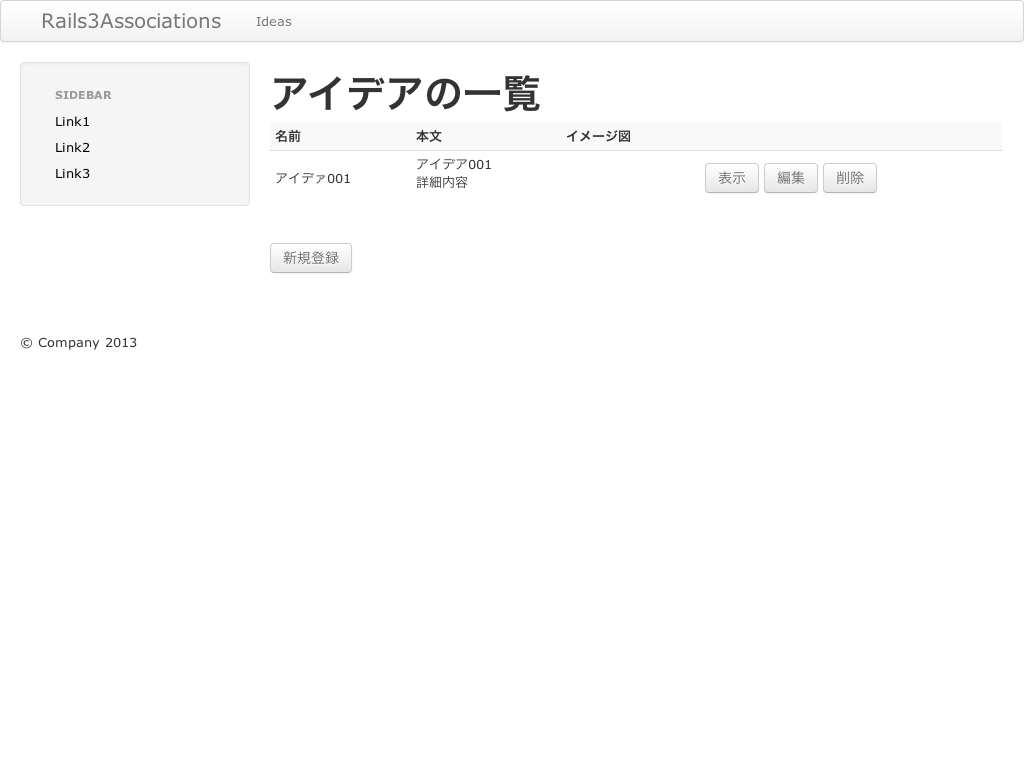 Rails3Associations Ideas
SIDEBAR
Link1
Link2
Link3
アイデアの一覧
名前 本文 イメージ図
アイデァ001 アイデア001
詳細内容
表示 編集 削除
新規登録
© Company 2013